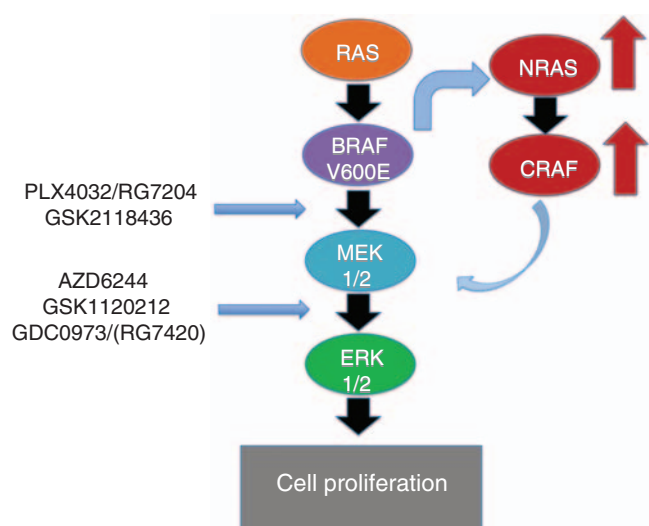 RAS
NRAS
BRAF
V600E
CRAF
PLX4032/RG7204
GSK2118436
MEK
1/2
AZD6244
GSK1120212
GDC0973/(RG7420)
ERK
1/2
Cell proliferation